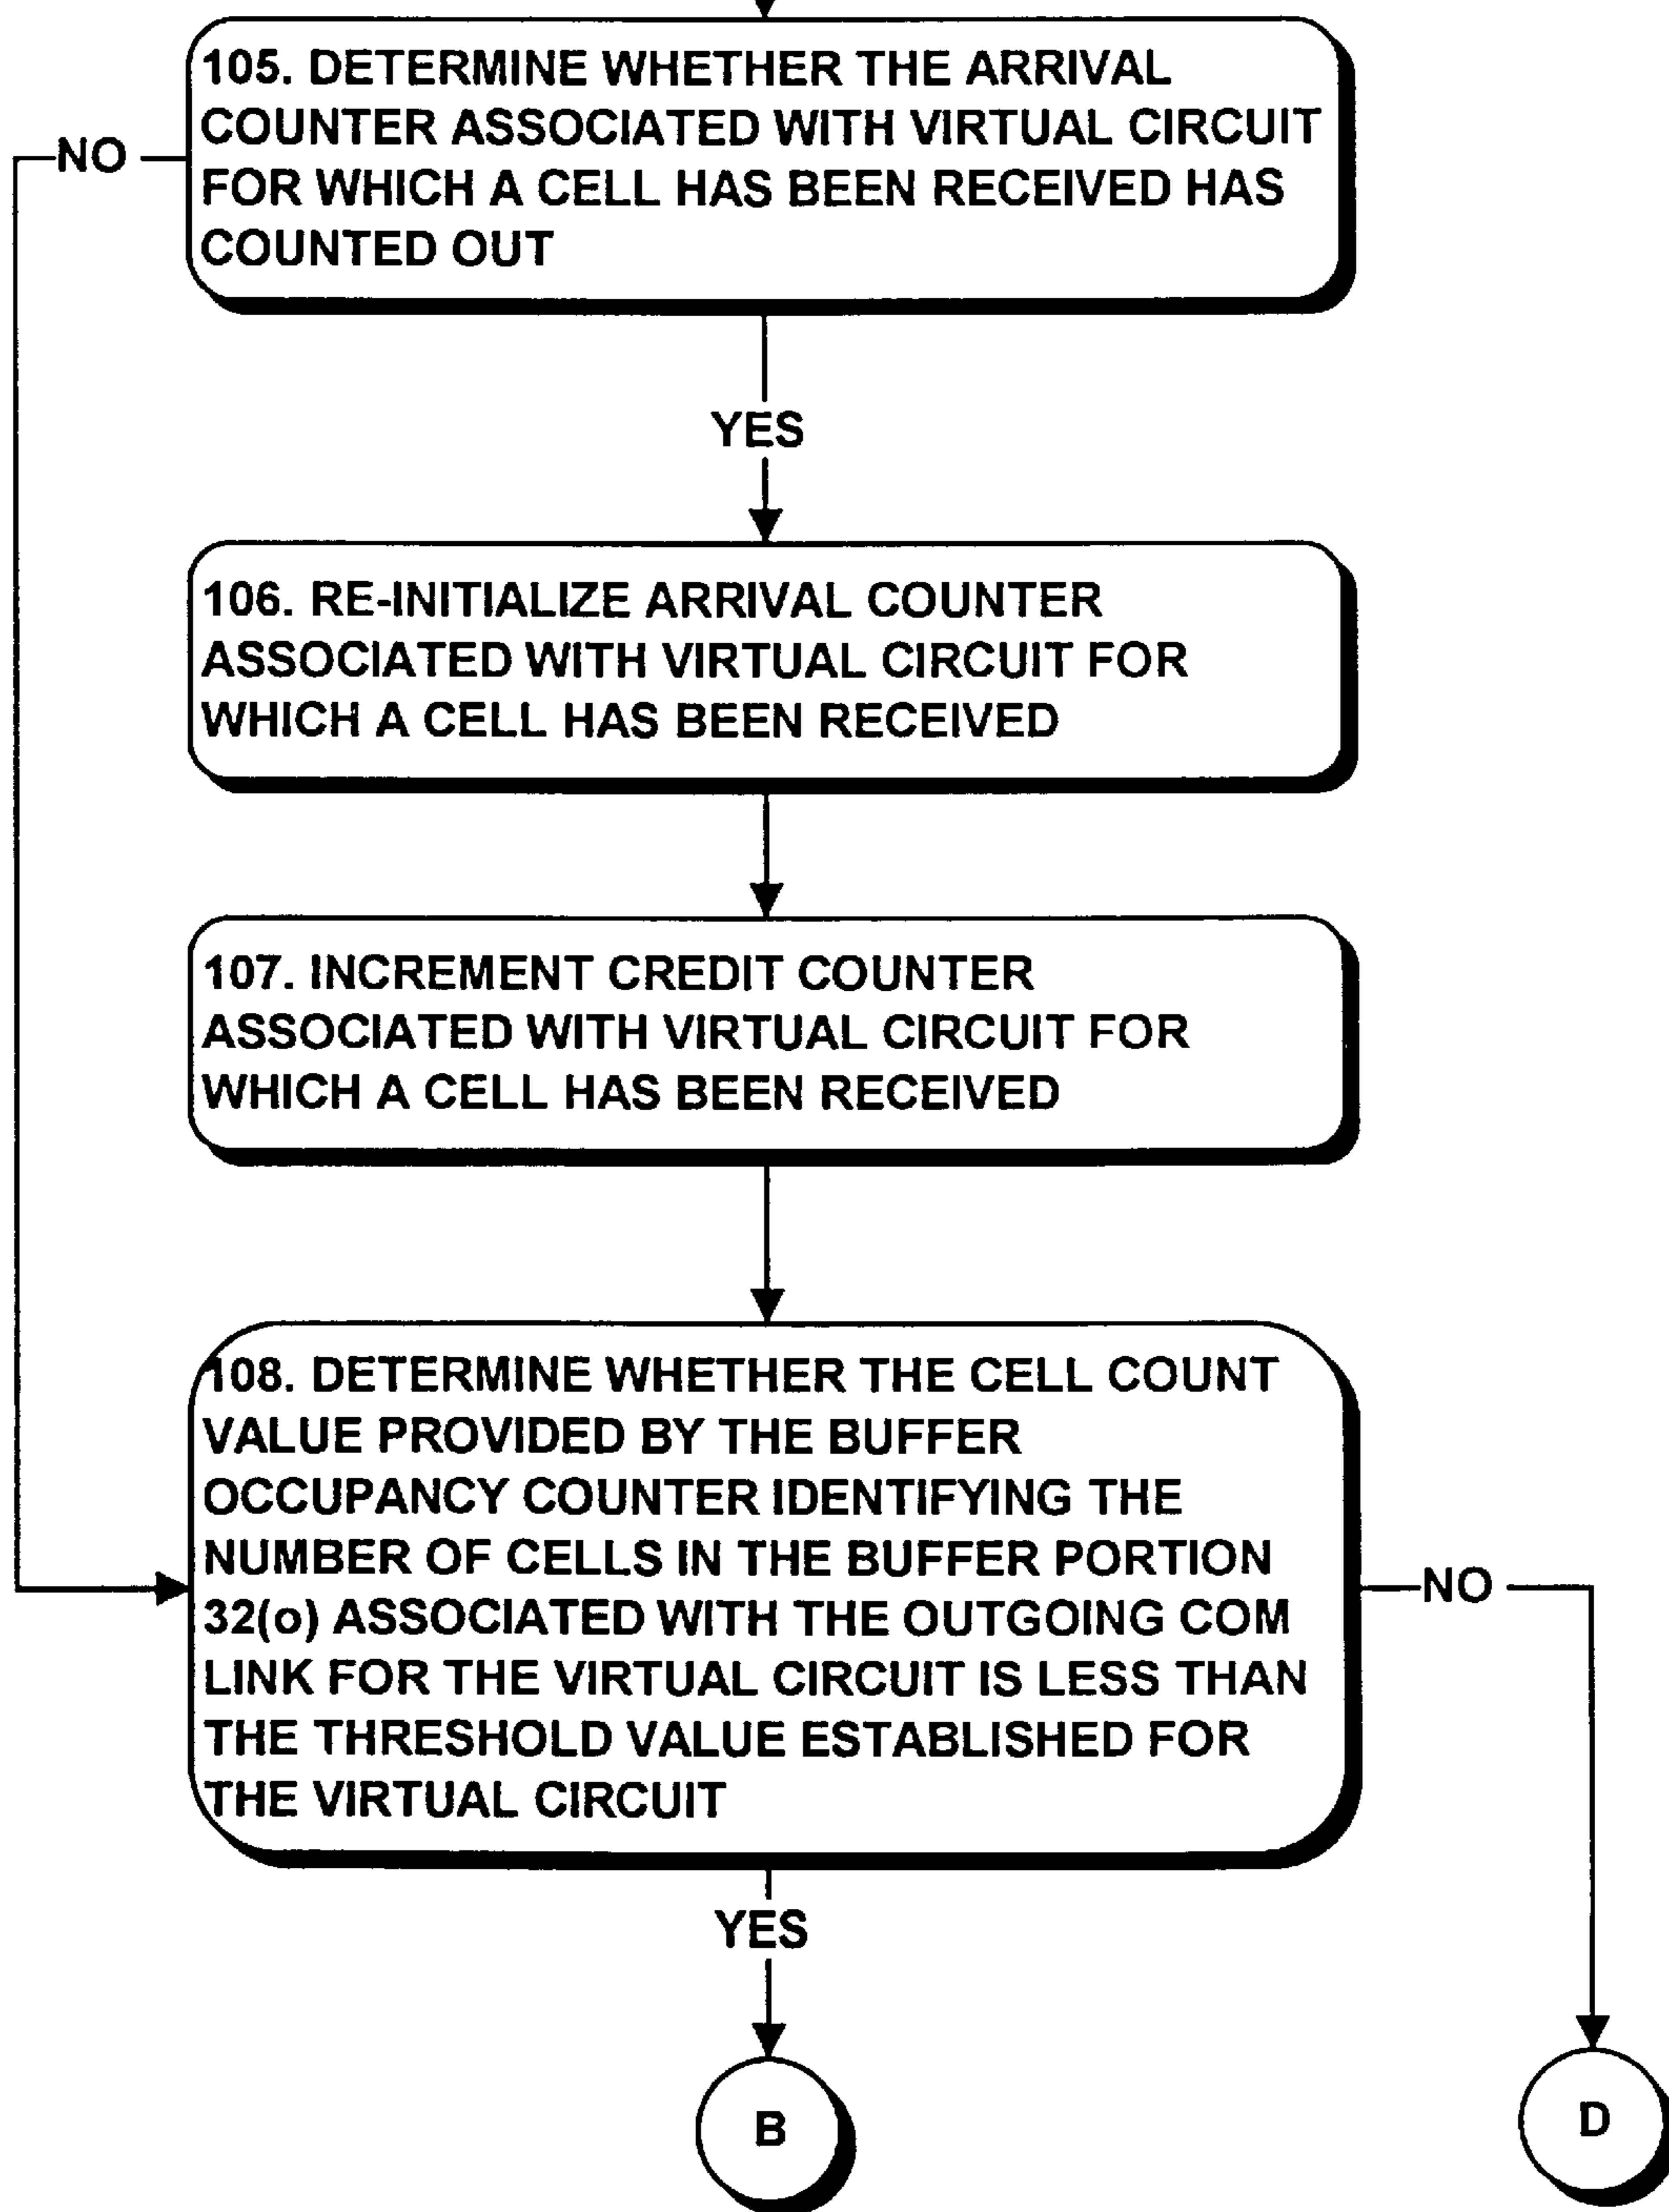 105. DETERMINE WHETHER THE ARRIVAL
COUNTER ASSOCIATED WITH VIRTUAL CIRCUIT
FOR WHICH A CELL HAS BEEN RECEIVED HAS
COUNTED OUT
NO
YES
106. RE-INITIALIZE ARRIVAL COUNTER
ASSOCIATED WITH VIRTUAL CIRCUIT FOR
WHICH A CELL HAS BEEN RECEIVED
107. INCREMENT CREDIT COUNTER
ASSOCIATED WITH VIRTUAL CIRCUIT FOR
WHICH A CELL HAS BEEN RECEIVED
108. DETERMINE WHETHER THE CELL COUNT
VALUE PROVIDED BY THE BUFFER
OCCUPANCY COUNTER IDENTIFYING THE
NUMBER OF CELLS IN THE BUFFER PORTION
32(o) ASSOCIATED WITH THE OUTGOING COM
LINK FOR THE VIRTUAL CIRCUIT IS LESS THAN
THE THRESHOLD VALUE ESTABLISHED FOR
THE VIRTUAL CIRCUIT
NO
YES
B
D